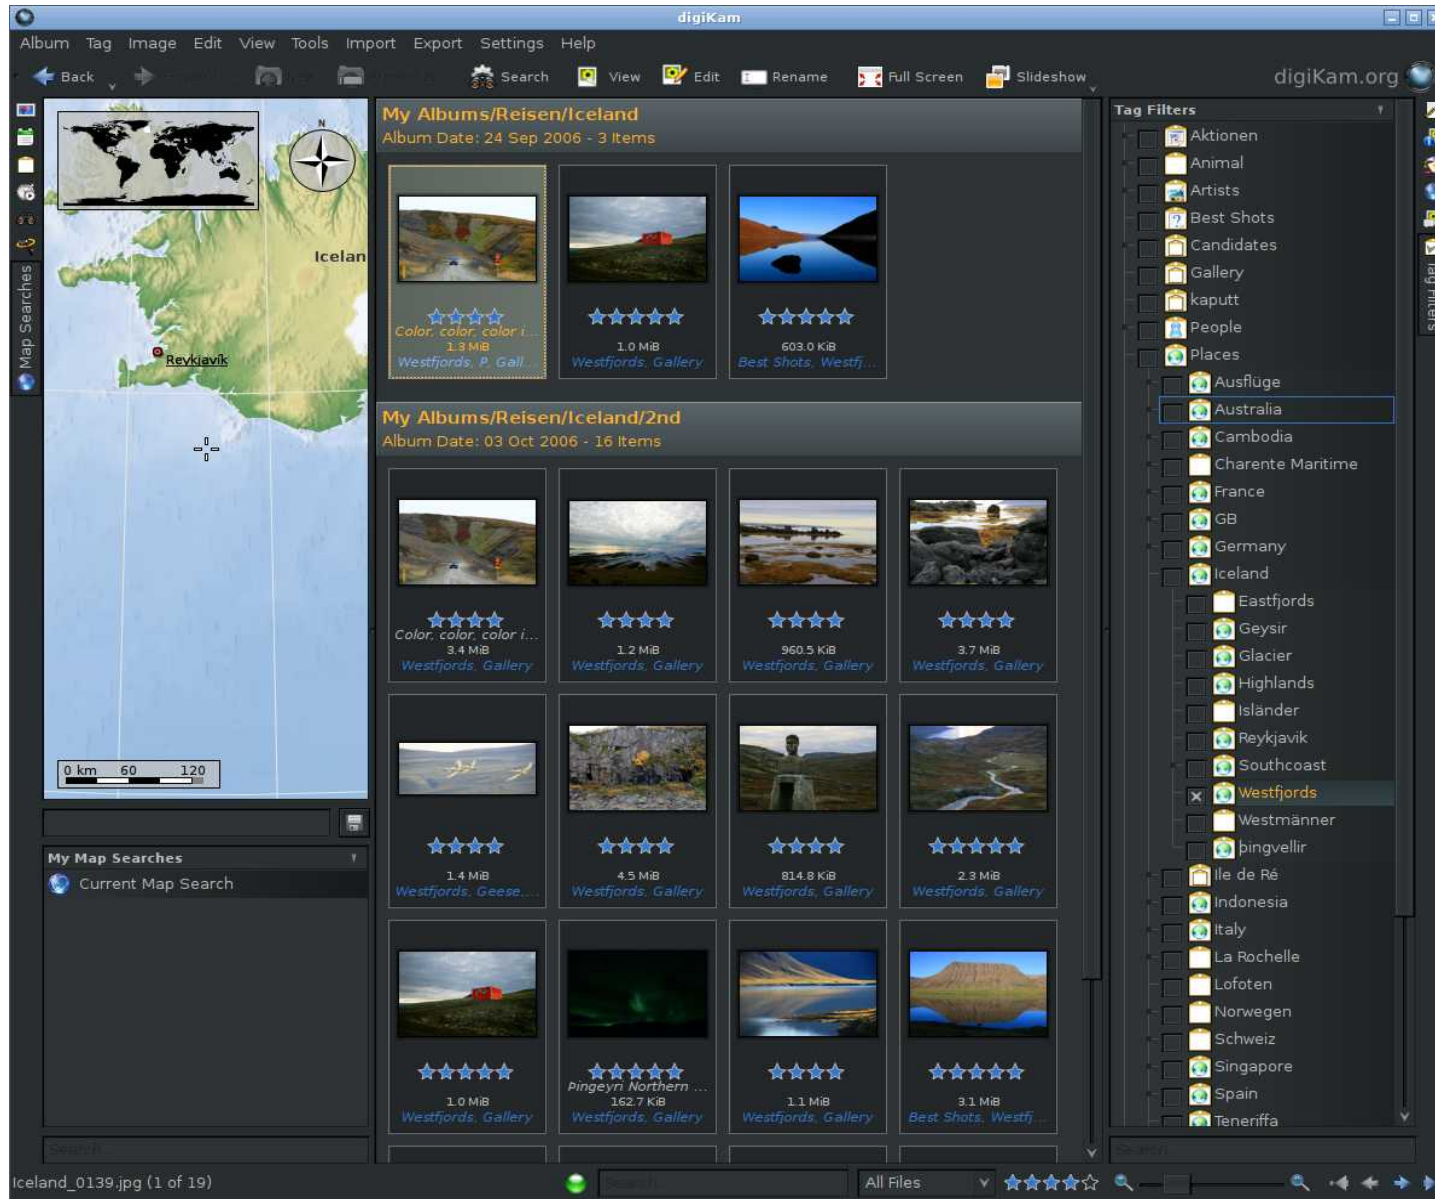 digiKam
Album Tag Image Edit View Tools Import Export Settings Help
Back Search View Edit Rename Full Screen Slideshow digiKam.org
Map Searches
N
Icelan
Reykjavík
0 km 60 120
My Map Searches
Current Map Search
Search...
My Albums/Reisen/Iceland
Album Date: 24 Sep 2006 - 3 Items
Color, color, color i...
1.3 MiB
Westfjords, P, Gall...
1.0 MiB
Westfjords, Gallery
603.0 KiB
Best Shots, Westfj...
My Albums/Reisen/Iceland/2nd
Album Date: 03 Oct 2006 - 16 Items
Color, color, color i...
3.4 MiB
Westfjords, Gallery
1.2 MiB
Westfjords, Gallery
960.5 KiB
Westfjords, Gallery
3.7 MiB
Westfjords, Gallery
1.4 MiB
Westfjords, Geese,...
4.5 MiB
Westfjords, Gallery
814.8 KiB
Westfjords, Gallery
2.3 MiB
Westfjords, Gallery
1.0 MiB
Westfjords, Gallery
Þingeyri Northern ...
162.7 KiB
Westfjords, Gallery
1.1 MiB
Westfjords, Gallery
3.1 MiB
Best Shots, Westfj...
Tag Filters
Aktionen
Animal
Artists
Best Shots
Candidates
Gallery
kaputt
People
Places
Ausflüge
Australia
Cambodia
Charente Maritime
France
GB
Germany
Iceland
Eastfjords
Geysir
Glacier
Highlands
Isländer
Reykjavik
Southcoast
Westfjords
Westmänner
Þingvellir
Ile de Ré
Indonesia
Italy
La Rochelle
Lofoten
Norwegen
Schweiz
Singapore
Spain
Teneriffa
Search...
Tag Filters
Iceland_0139.jpg (1 of 19)
Search...
All Files